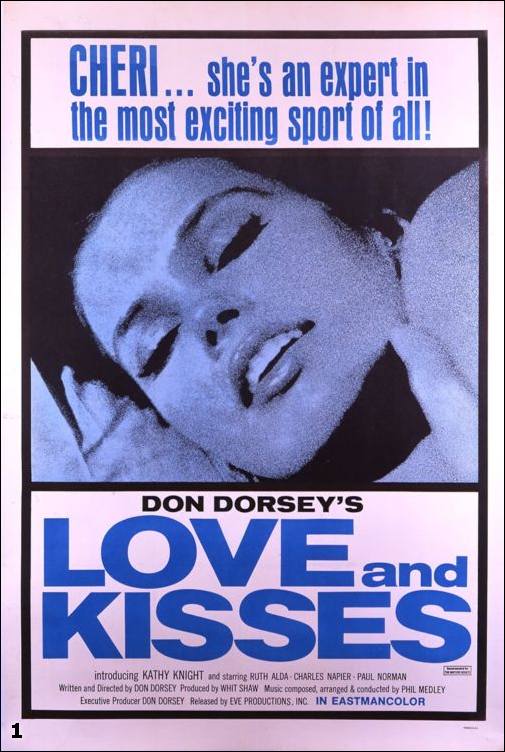 CHERI... she's an expert in
the most exciting sport of all!
DON DORSEY'S
LOVE and
KISSES
introducing KATHY KNIGHT and starring RUTH ALDA · CHARLES NAPIER · PAUL NORMAN
Written and Directed by DON DORSEY Produced by WHIT SHAW Music composed, arranged & conducted by PHIL MEDLEY
Executive Producer DON DORSEY Released by EVE PRODUCTIONS, INC. IN EASTMANCOLOR
1